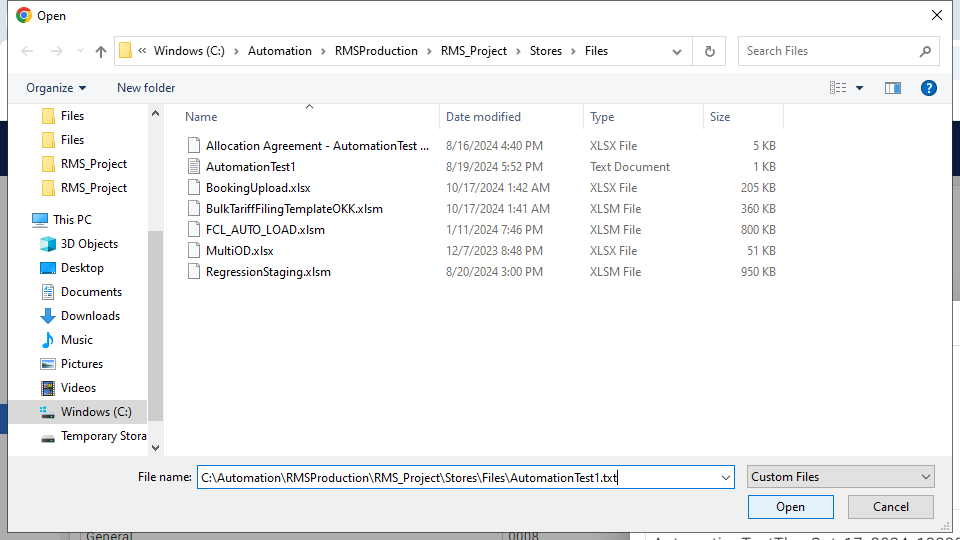 Open
« Windows (C:) › Automation › RMSProduction › RMS_Project › Stores › Files
Search Files
Organize New folder
Name Date modified Type Size
Files
Files
RMS_Project
RMS_Project
This PC
3D Objects
Desktop
Documents
Downloads
Music
Pictures
Videos
Windows (C:)
Temporary Stora
Allocation Agreement - AutomationTest ... 8/16/2024 4:40 PM XLSX File 5 KB
AutomationTest1 8/19/2024 5:52 PM Text Document 1 KB
BookingUpload.xlsx 10/17/2024 1:42 AM XLSX File 205 KB
BulkTariffFilingTemplateOKK.xlsm 10/17/2024 1:41 AM XLSM File 360 KB
FCL_AUTO_LOAD.xlsm 1/11/2024 7:46 PM XLSM File 800 KB
MultiOD.xlsx 12/7/2023 8:48 PM XLSX File 51 KB
RegressionStaging.xlsm 8/20/2024 3:00 PM XLSM File 950 KB
File name: C:\Automation\RMSProduction\RMS_Project\Stores\Files\AutomationTest1.txt Custom Files
Open Cancel
General 0008